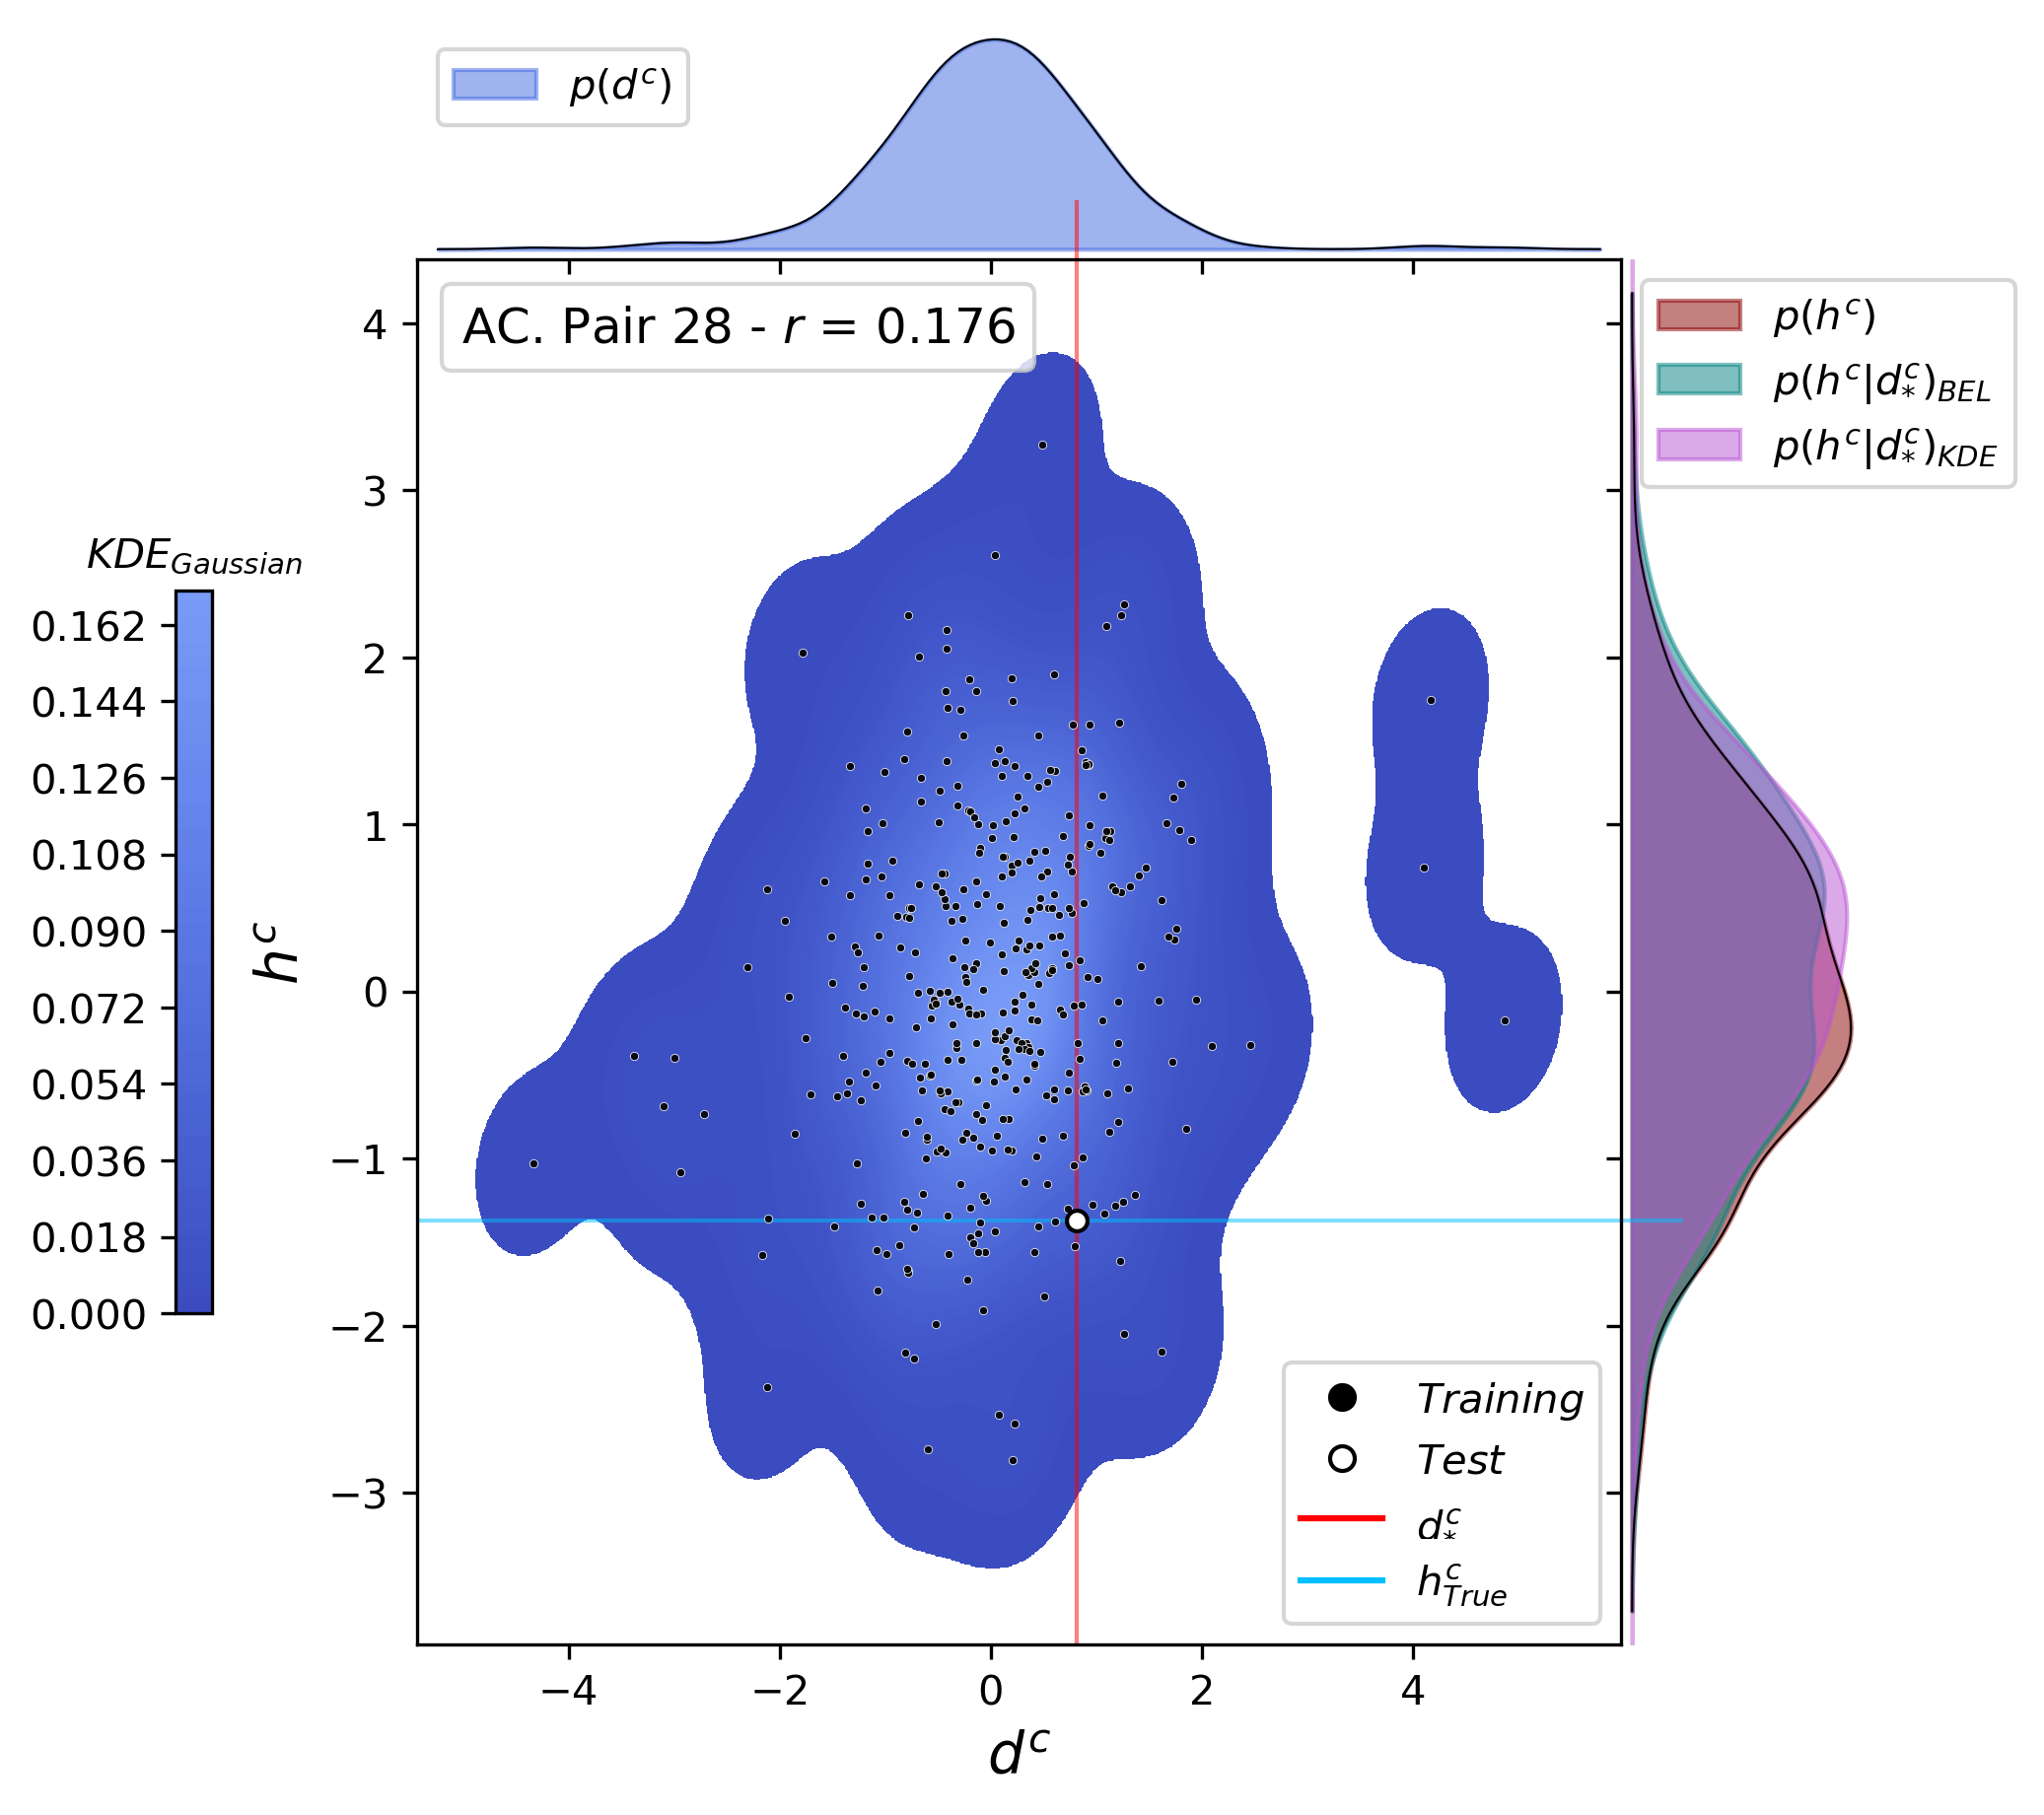 p(d^c)
AC. Pair 28 - r = 0.176
p(h^c)
p(h^c|d^c_*)_BEL
p(h^c|d^c_*)_KDE
KDE_Gaussian
0.162
0.144
0.126
0.108
0.090
0.072
0.054
0.036
0.018
0.000
h^c
4
3
2
1
0
−1
−2
−3
Training
Test
d^c_*
h^c_True
−4
−2
0
2
4
d^c